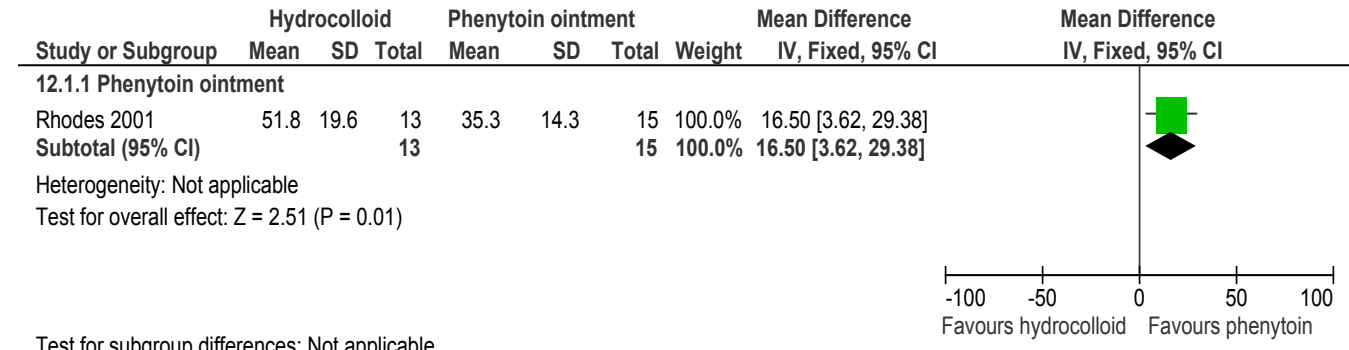 Hydrocolloid Phenytoin ointment Mean Difference Mean Difference
Study or Subgroup Mean SD Total Mean SD Total Weight IV, Fixed, 95% CI IV, Fixed, 95% CI
12.1.1 Phenytoin ointment
Rhodes 2001 51.8 19.6 13 35.3 14.3 15 100.0% 16.50 [3.62, 29.38]
Subtotal (95% CI) 13 15 100.0% 16.50 [3.62, 29.38]
Heterogeneity: Not applicable
Test for overall effect: Z = 2.51 (P = 0.01)
-100 -50 0 50 100
Favours hydrocolloid Favours phenytoin
Test for subgroup differences: Not applicable